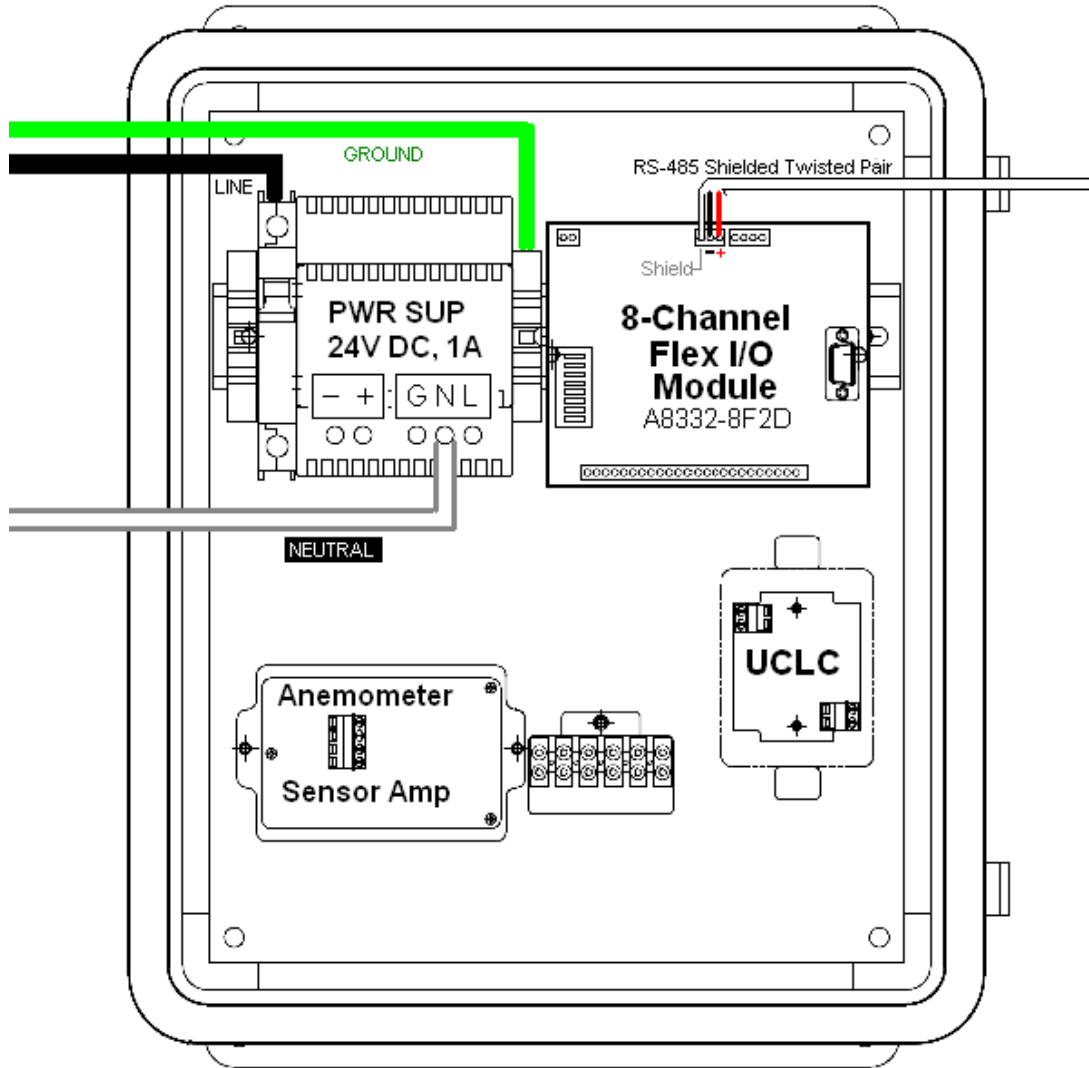 GROUND
LINE
RS-485 Shielded Twisted Pair
- +
Shield
PWR SUP
24V DC, 1A
- + : G N L
8-Channel
Flex I/O
Module
A8332-8F2D
NEUTRAL
UCLC
Anemometer
Sensor Amp